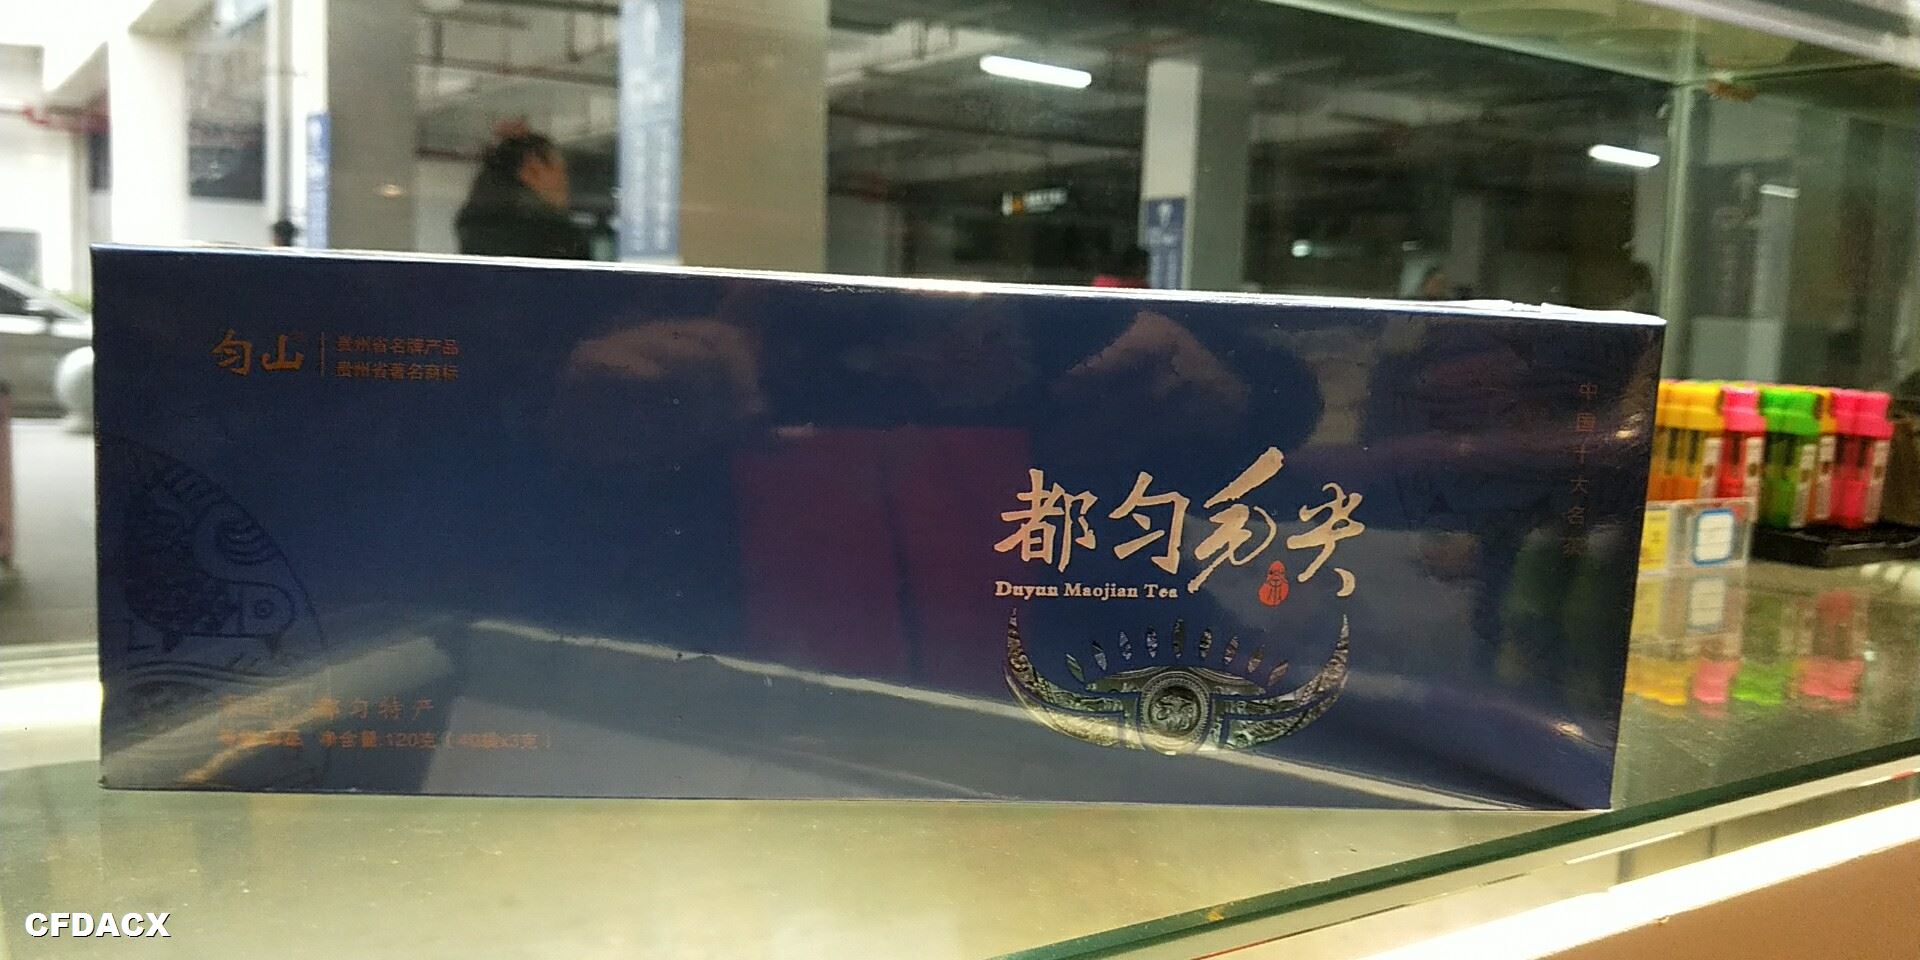 匀山
贵州省名牌产品
贵州省著名商标
中国十大名茶
都匀毛尖
Duyun Maojian Tea
都匀特产
净含量:120克(40袋x3克)
CFDACX